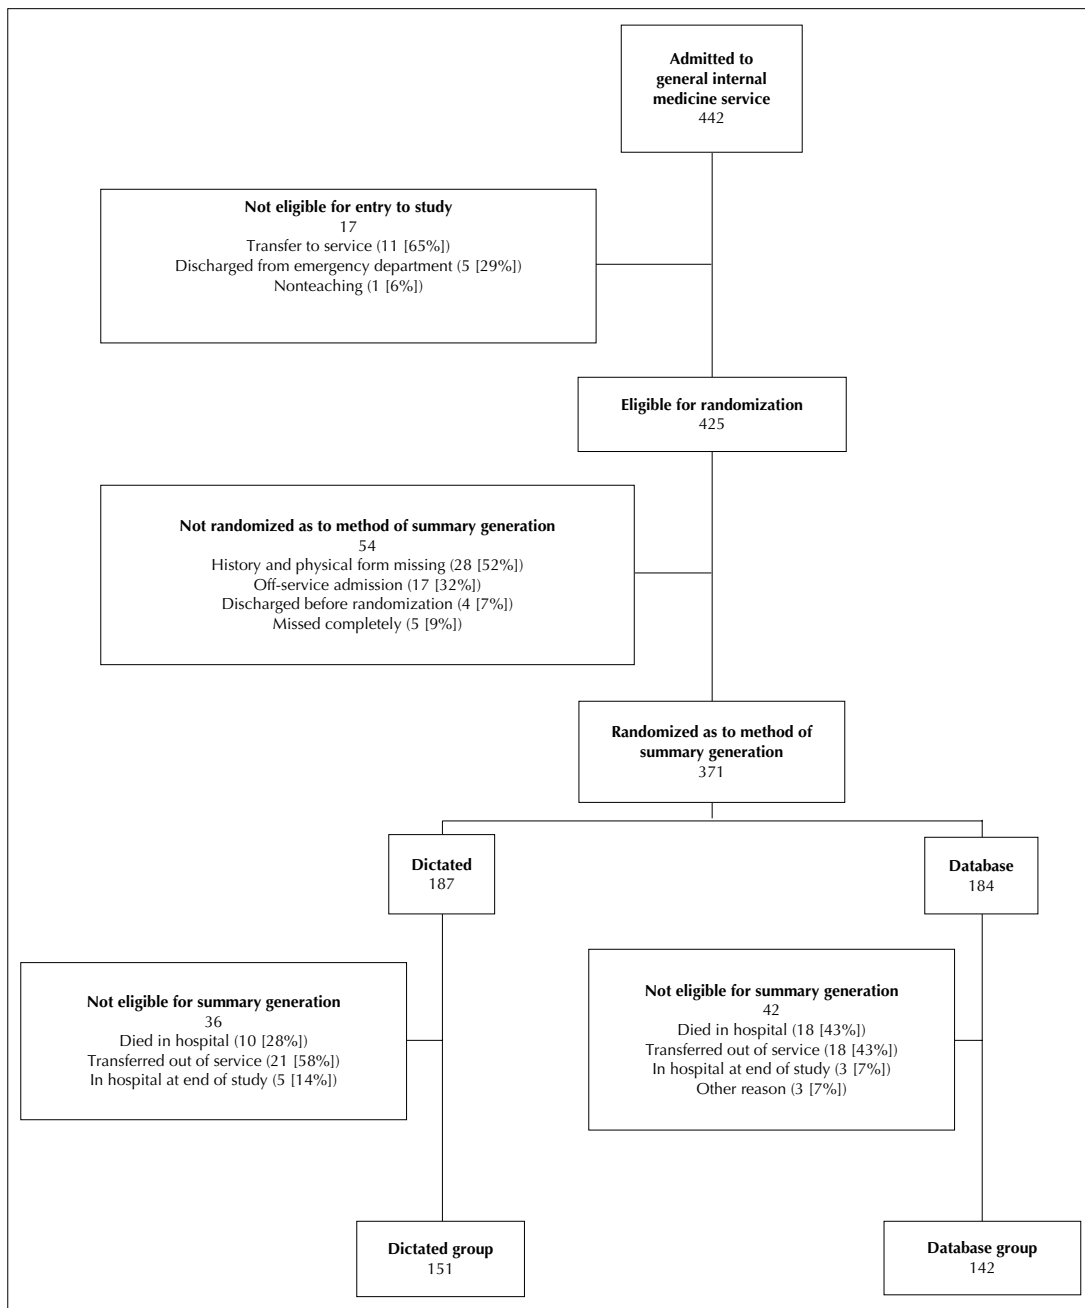 Admitted to
general internal
medicine service
442
Not eligible for entry to study
17
Transfer to service (11 [65%])
Discharged from emergency department (5 [29%])
Nonteaching (1 [6%])
Eligible for randomization
425
Not randomized as to method of summary generation
54
History and physical form missing (28 [52%])
Off-service admission (17 [32%])
Discharged before randomization (4 [7%])
Missed completely (5 [9%])
Randomized as to method of
summary generation
371
Dictated
187
Database
184
Not eligible for summary generation
36
Died in hospital (10 [28%])
Transferred out of service (21 [58%])
In hospital at end of study (5 [14%])
Not eligible for summary generation
42
Died in hospital (18 [43%])
Transferred out of service (18 [43%])
In hospital at end of study (3 [7%])
Other reason (3 [7%])
Dictated group
151
Database group
142